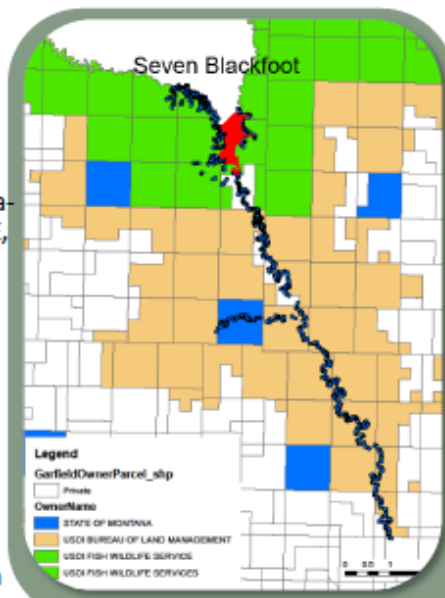 Seven Blackfoot
a-
Legend
GarfieldOwnerParcel_shp
Private
OwnerName
STATE OF MONTANA
USDI BUREAU OF LAND MANAGEMENT
USDI FISH WILDLIFE SERVICE
USDI FISH WILDLIFE SERVICES
0 0.5 1